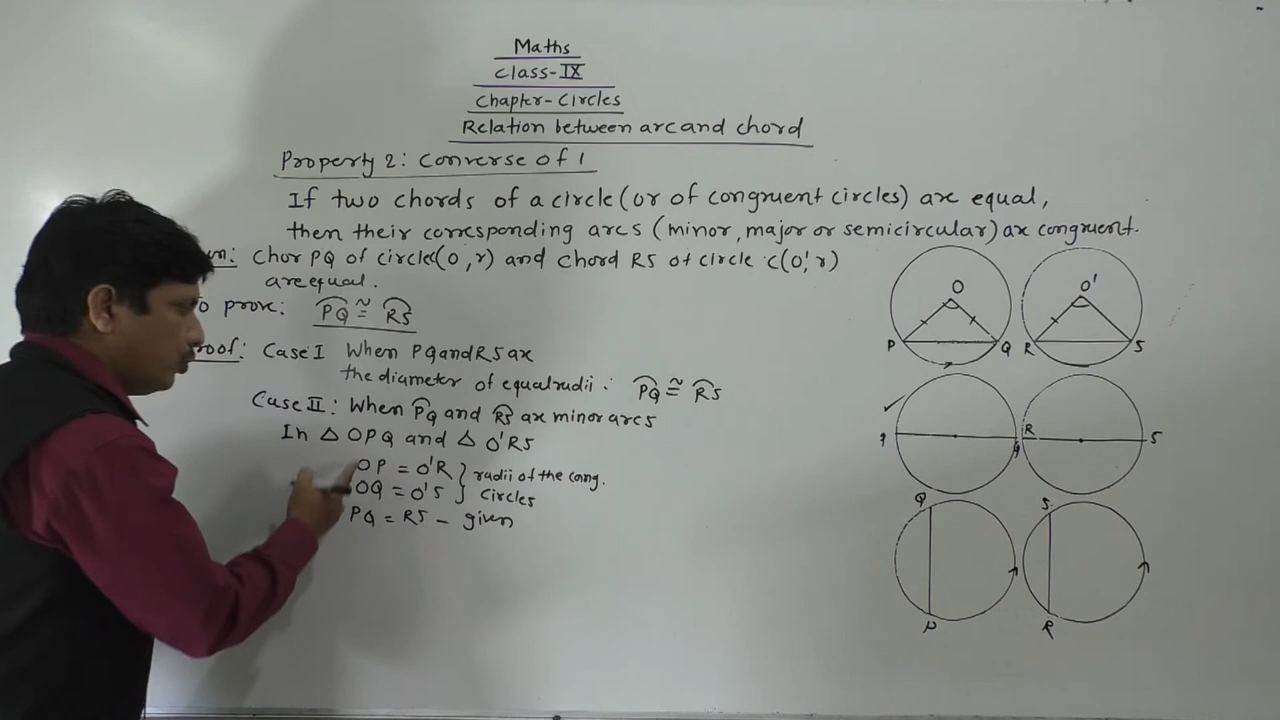 Maths
Class-IX
Chapter-Circles
Relation between arc and chord
Property 2: Converse of 1
If two chords of a circle (or of congruent circles) are equal,
then their corresponding arcs (minor, major or semicircular) are congruent.
en: Chor PQ of circle(O, r) and chord RS of circle C(O', r)
are equal.
o prove: PQ ≅ RS
roof: Case I When PQ and RS are
the diameter of equal radii: PQ ≅ RS
Case II: When PQ and RS are minor arcs
In △ OPQ and △ O'RS
OP = O'R } radii of the cong.
OQ = O'S } circles
PQ = RS - given
O
O'
P
Q
R
S
q
R
S
Q
S
P
R